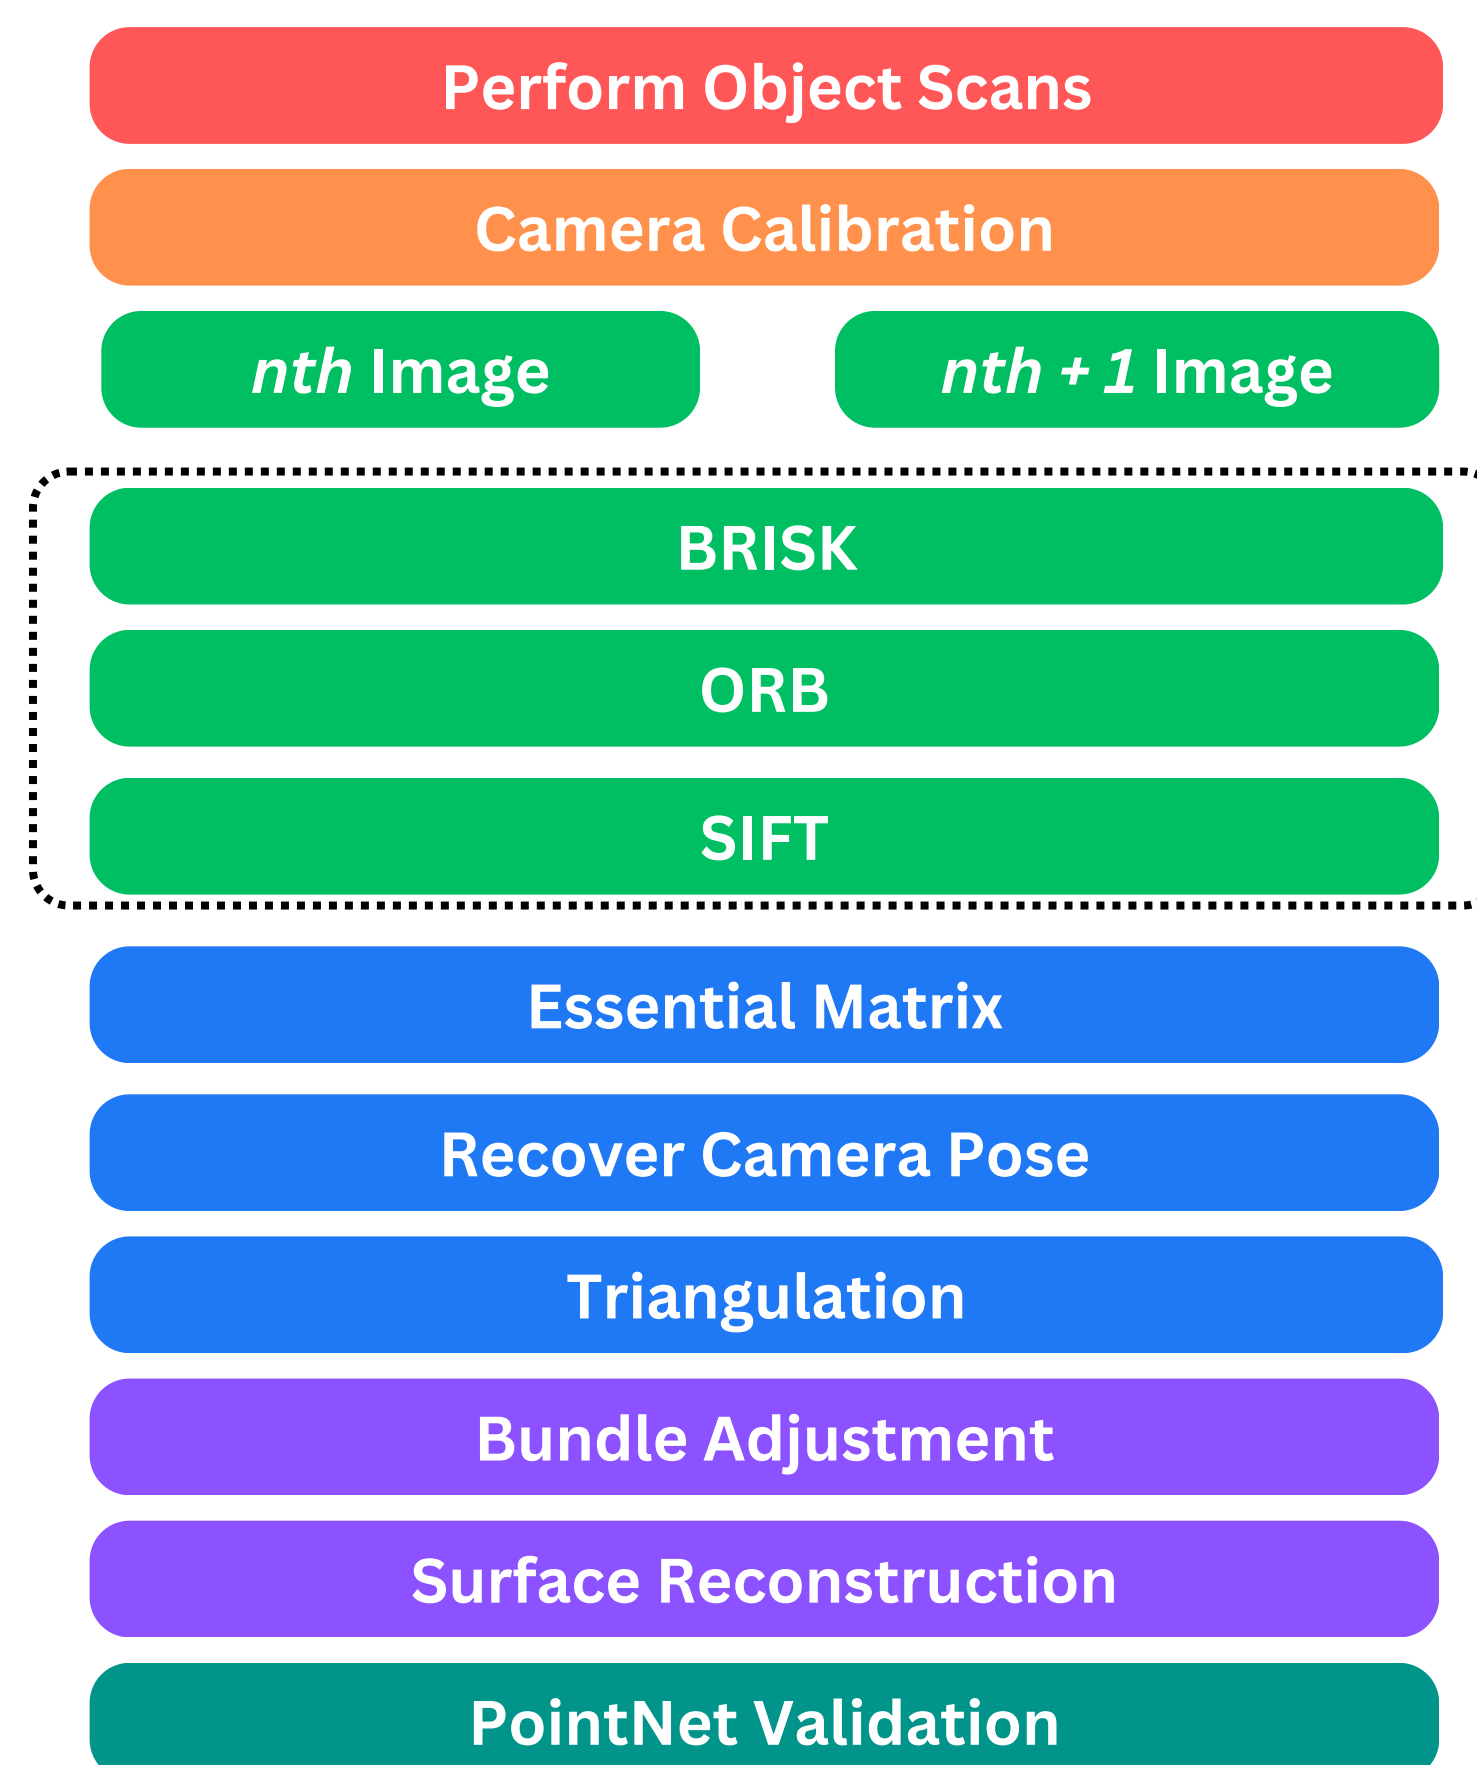 Perform Object Scans
Camera Calibration
nth Image
nth + 1 Image
BRISK
ORB
SIFT
Essential Matrix
Recover Camera Pose
Triangulation
Bundle Adjustment
Surface Reconstruction
PointNet Validation